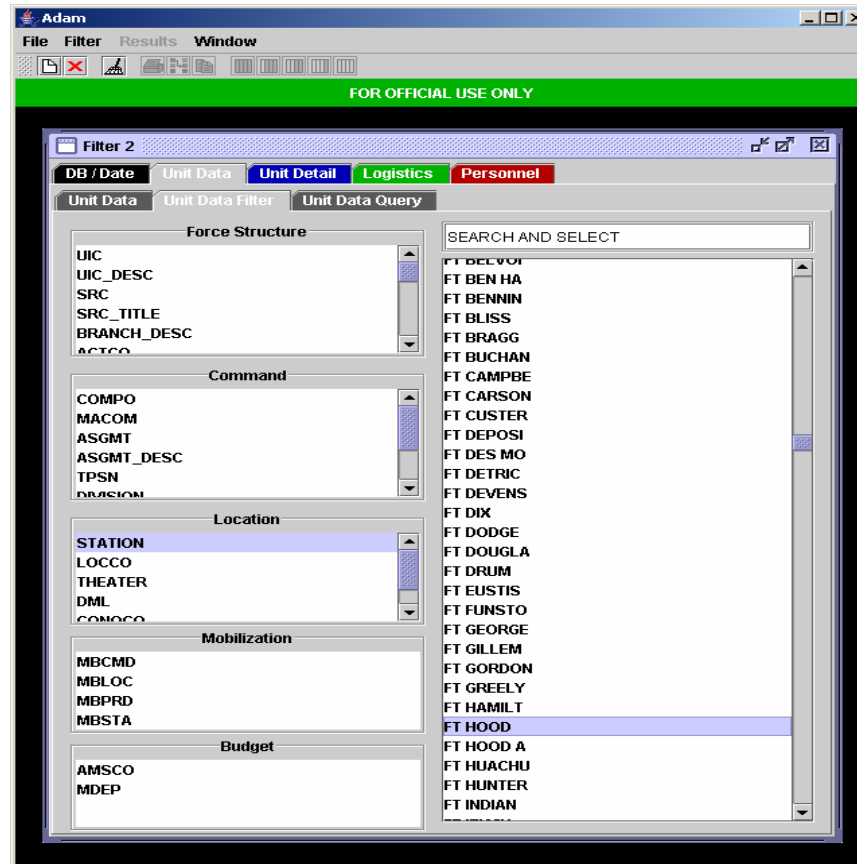 Adam
File Filter Results Window
FOR OFFICIAL USE ONLY
Filter 2
DB / Date Unit Data Unit Detail Logistics Personnel
Unit Data Unit Data Filter Unit Data Query
Force Structure
UIC
UIC_DESC
SRC
SRC_TITLE
BRANCH_DESC
ACTCO
Command
COMPO
MACOM
ASGMT
ASGMT_DESC
TPSN
DIVISION
Location
STATION
LOCCO
THEATER
DML
CONOCO
Mobilization
MBCMD
MBLOC
MBPRD
MBSTA
Budget
AMSCO
MDEP
SEARCH AND SELECT
FT BELVOI
FT BEN HA
FT BENNIN
FT BLISS
FT BRAGG
FT BUCHAN
FT CAMPBE
FT CARSON
FT CUSTER
FT DEPOSI
FT DES MO
FT DETRIC
FT DEVENS
FT DIX
FT DODGE
FT DOUGLA
FT DRUM
FT EUSTIS
FT FUNSTO
FT GEORGE
FT GILLEM
FT GORDON
FT GREELY
FT HAMILT
FT HOOD
FT HOOD A
FT HUACHU
FT HUNTER
FT INDIAN